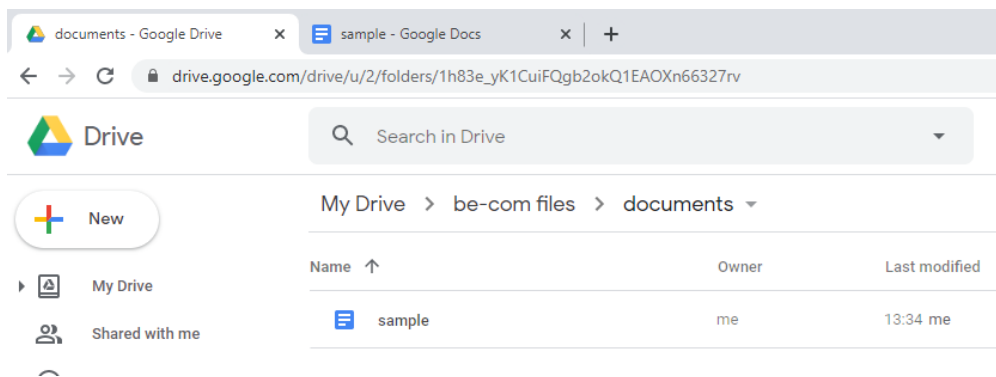 documents - Google Drive
sample - Google Docs
drive.google.com/drive/u/2/folders/1h83e_yK1CuiFQgb2okQ1EAOXn66327rv
Drive
Search in Drive
New
My Drive > be-com files > documents
Name Owner Last modified
My Drive
sample me 13:34 me
Shared with me